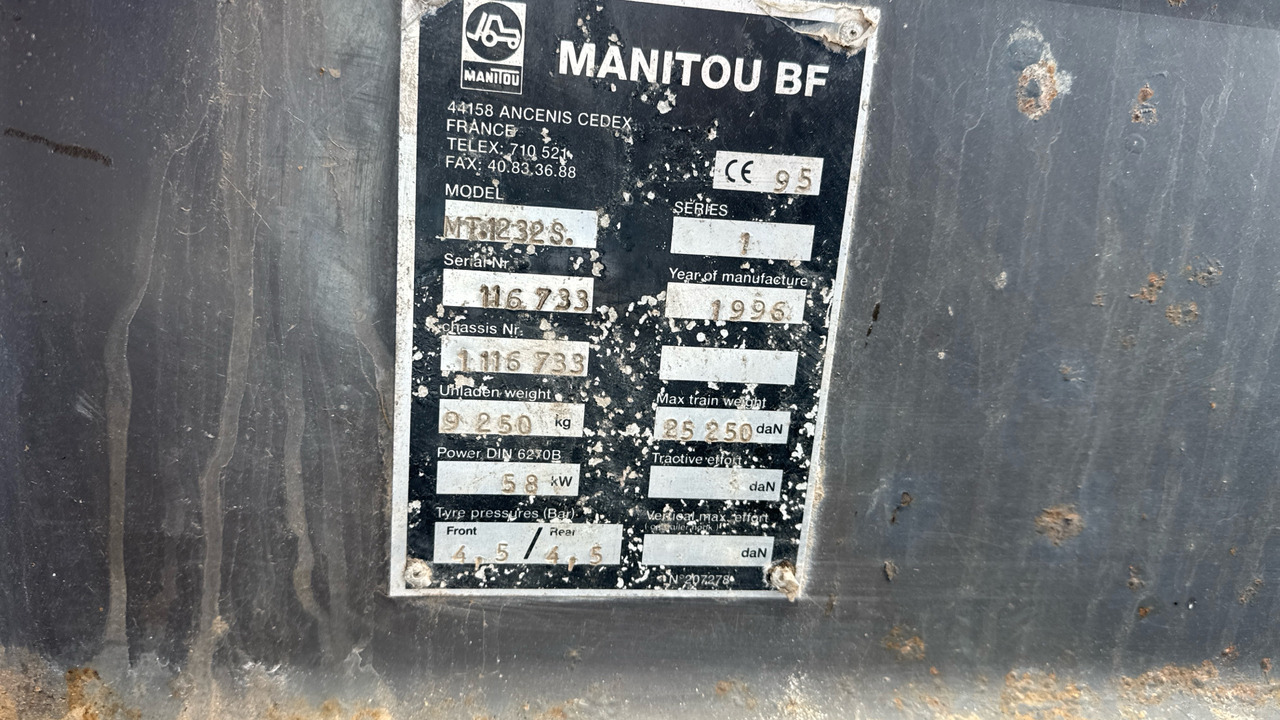 MANITOU
MANITOU BF
44158 ANCENIS CEDEX
FRANCE
TELEX: 710 521
FAX: 40.83.36.88
CE 95
MODEL
MT1232S.
SERIES
1
Serial Nr
116 733
Year of manufacture
1996
chassis Nr.
1 116 733
Unladen weight
9 250 kg
Max train weight
25 250 daN
Power DIN 6270B
58 kW
Tractive effort
daN
Tyre pressures (Bar)
Front / Rear
4,5 4,5
Vertical max. effort
daN
N°207278